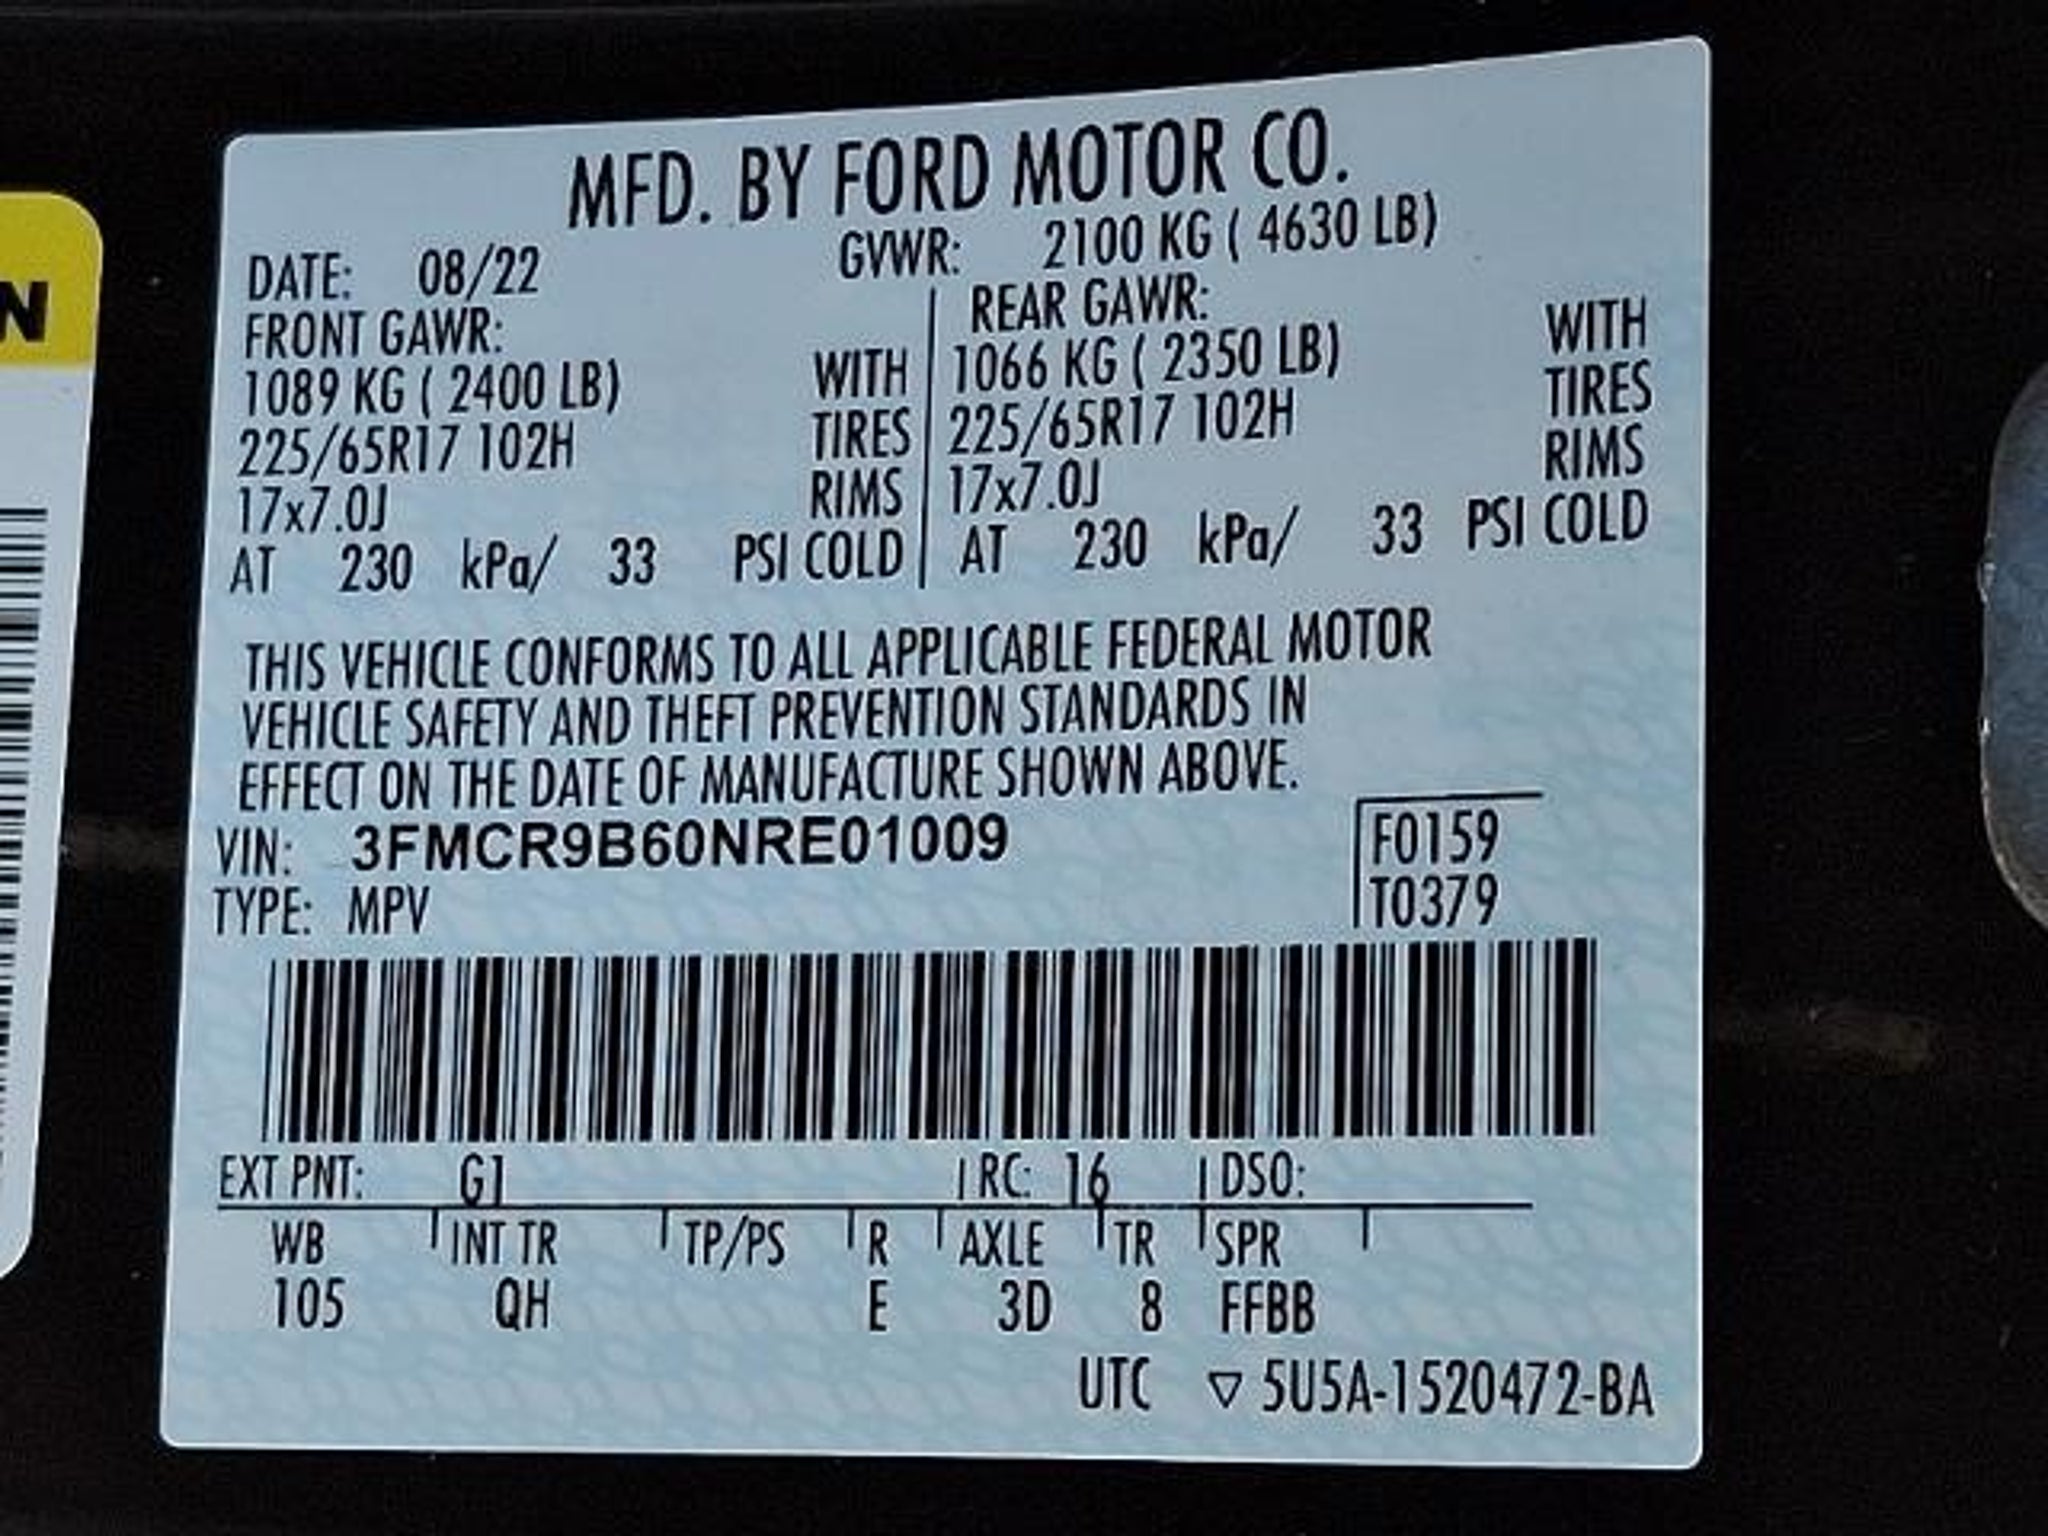 MFD. BY FORD MOTOR CO.
DATE: 08/22 GVWR: 2100 KG ( 4630 LB)
FRONT GAWR: REAR GAWR:
1089 KG ( 2400 LB) WITH 1066 KG ( 2350 LB) WITH
225/65R17 102H TIRES 225/65R17 102H TIRES
17x7.0J RIMS 17x7.0J RIMS
AT 230 kPa/ 33 PSI COLD AT 230 kPa/ 33 PSI COLD
THIS VEHICLE CONFORMS TO ALL APPLICABLE FEDERAL MOTOR
VEHICLE SAFETY AND THEFT PREVENTION STANDARDS IN
EFFECT ON THE DATE OF MANUFACTURE SHOWN ABOVE.
VIN: 3FMCR9B60NRE01009 F0159
TYPE: MPV T0379
EXT PNT: G1 RC: 16 DSO:
WB INT TR TP/PS R AXLE TR SPR
105 QH E 3D 8 FFBB
UTC ▽ 5U5A-1520472-BA
N